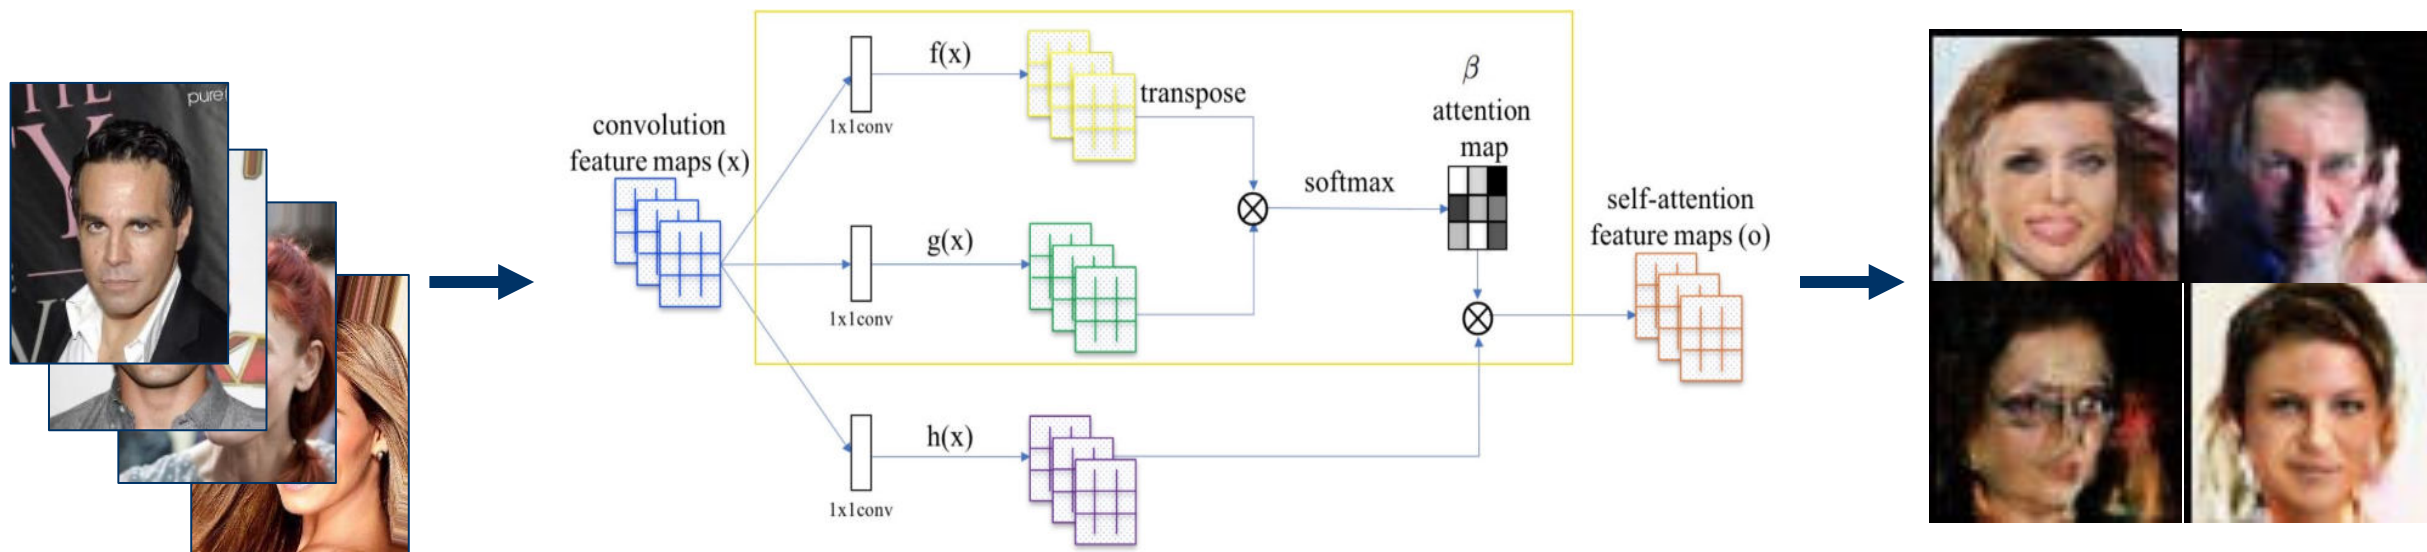 pure
Y
convolution
feature maps (x)
1x1conv
f(x)
transpose
1x1conv
g(x)
1x1conv
h(x)
softmax
β
attention
map
self-attention
feature maps (o)